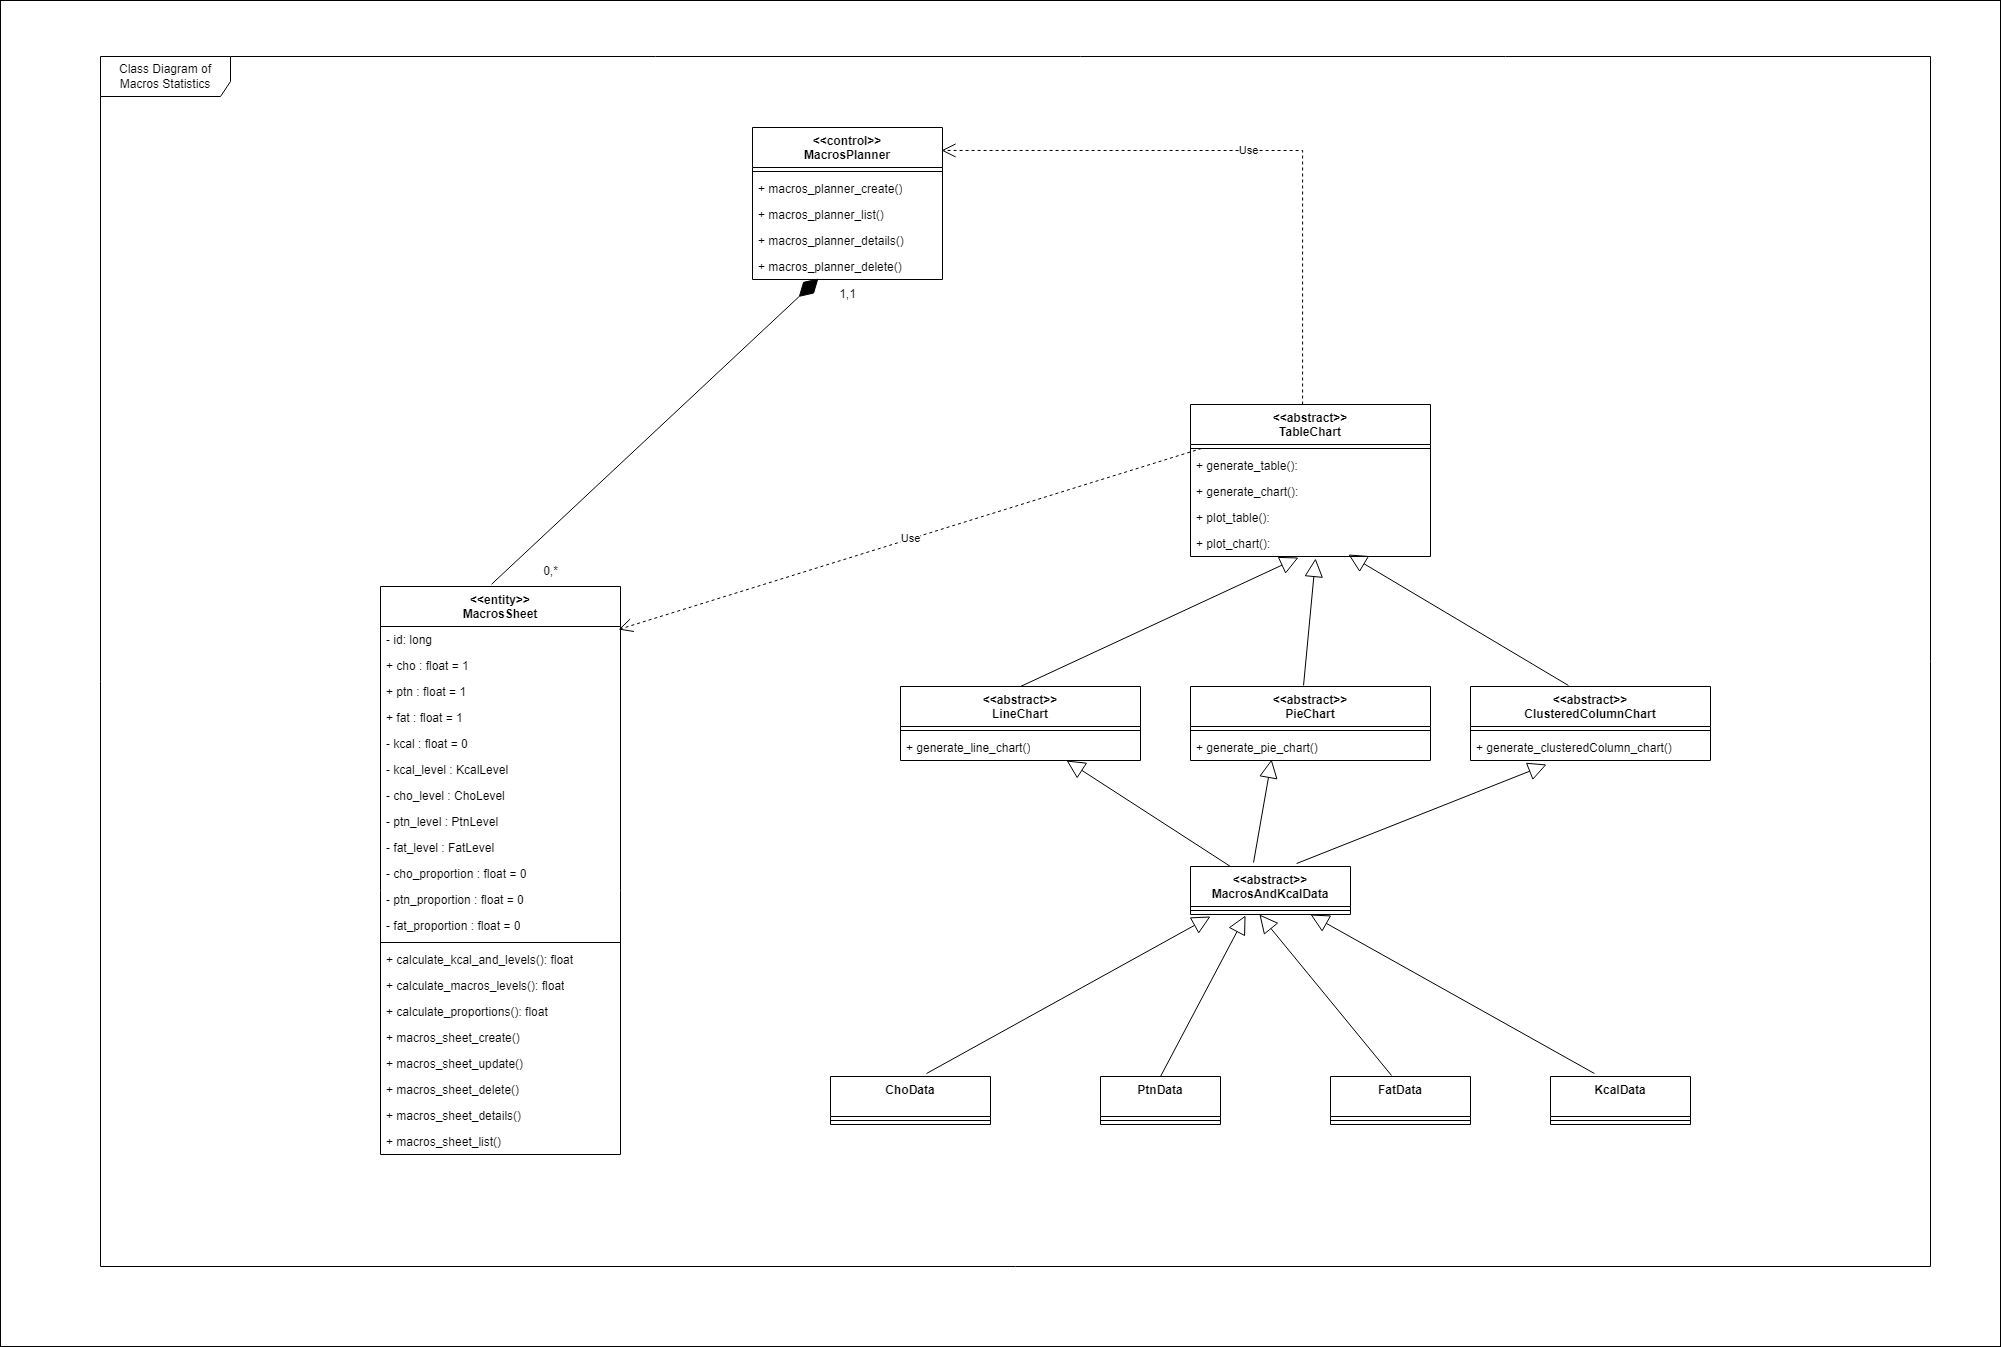 Class Diagram of
Macros Statistics
<<control>>
MacrosPlanner
+ macros_planner_create()
+ macros_planner_list()
+ macros_planner_details()
+ macros_planner_delete()
1,1
Use
<<abstract>>
TableChart
+ generate_table():
+ generate_chart():
+ plot_table():
+ plot_chart():
Use
0,*
<<entity>>
MacrosSheet
- id: long
+ cho : float = 1
+ ptn : float = 1
+ fat : float = 1
- kcal : float = 0
- kcal_level : KcalLevel
- cho_level : ChoLevel
- ptn_level : PtnLevel
- fat_level : FatLevel
- cho_proportion : float = 0
- ptn_proportion : float = 0
- fat_proportion : float = 0
+ calculate_kcal_and_levels(): float
+ calculate_macros_levels(): float
+ calculate_proportions(): float
+ macros_sheet_create()
+ macros_sheet_update()
+ macros_sheet_delete()
+ macros_sheet_details()
+ macros_sheet_list()
<<abstract>>
LineChart
+ generate_line_chart()
<<abstract>>
PieChart
+ generate_pie_chart()
<<abstract>>
ClusteredColumnChart
+ generate_clusteredColumn_chart()
<<abstract>>
MacrosAndKcalData
ChoData
PtnData
FatData
KcalData